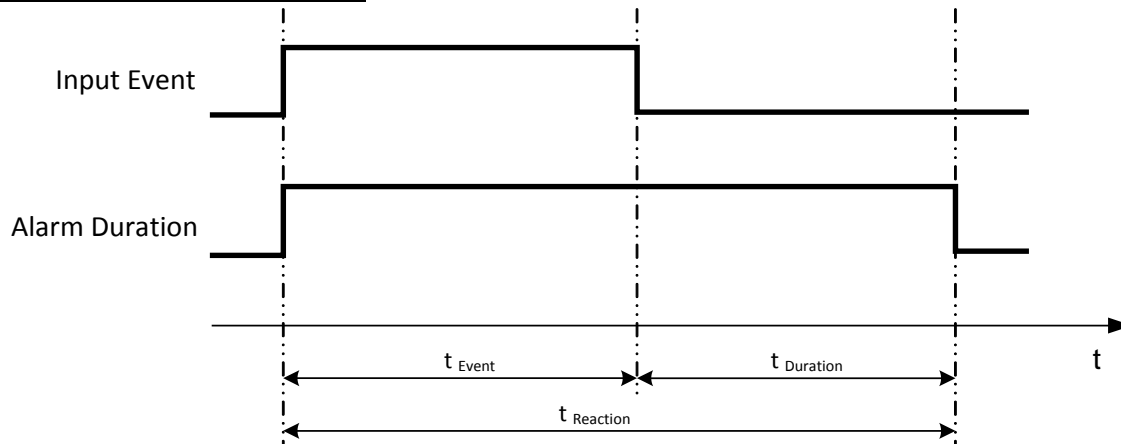 Input Event
Alarm Duration
t
t Event
t Duration
t Reaction